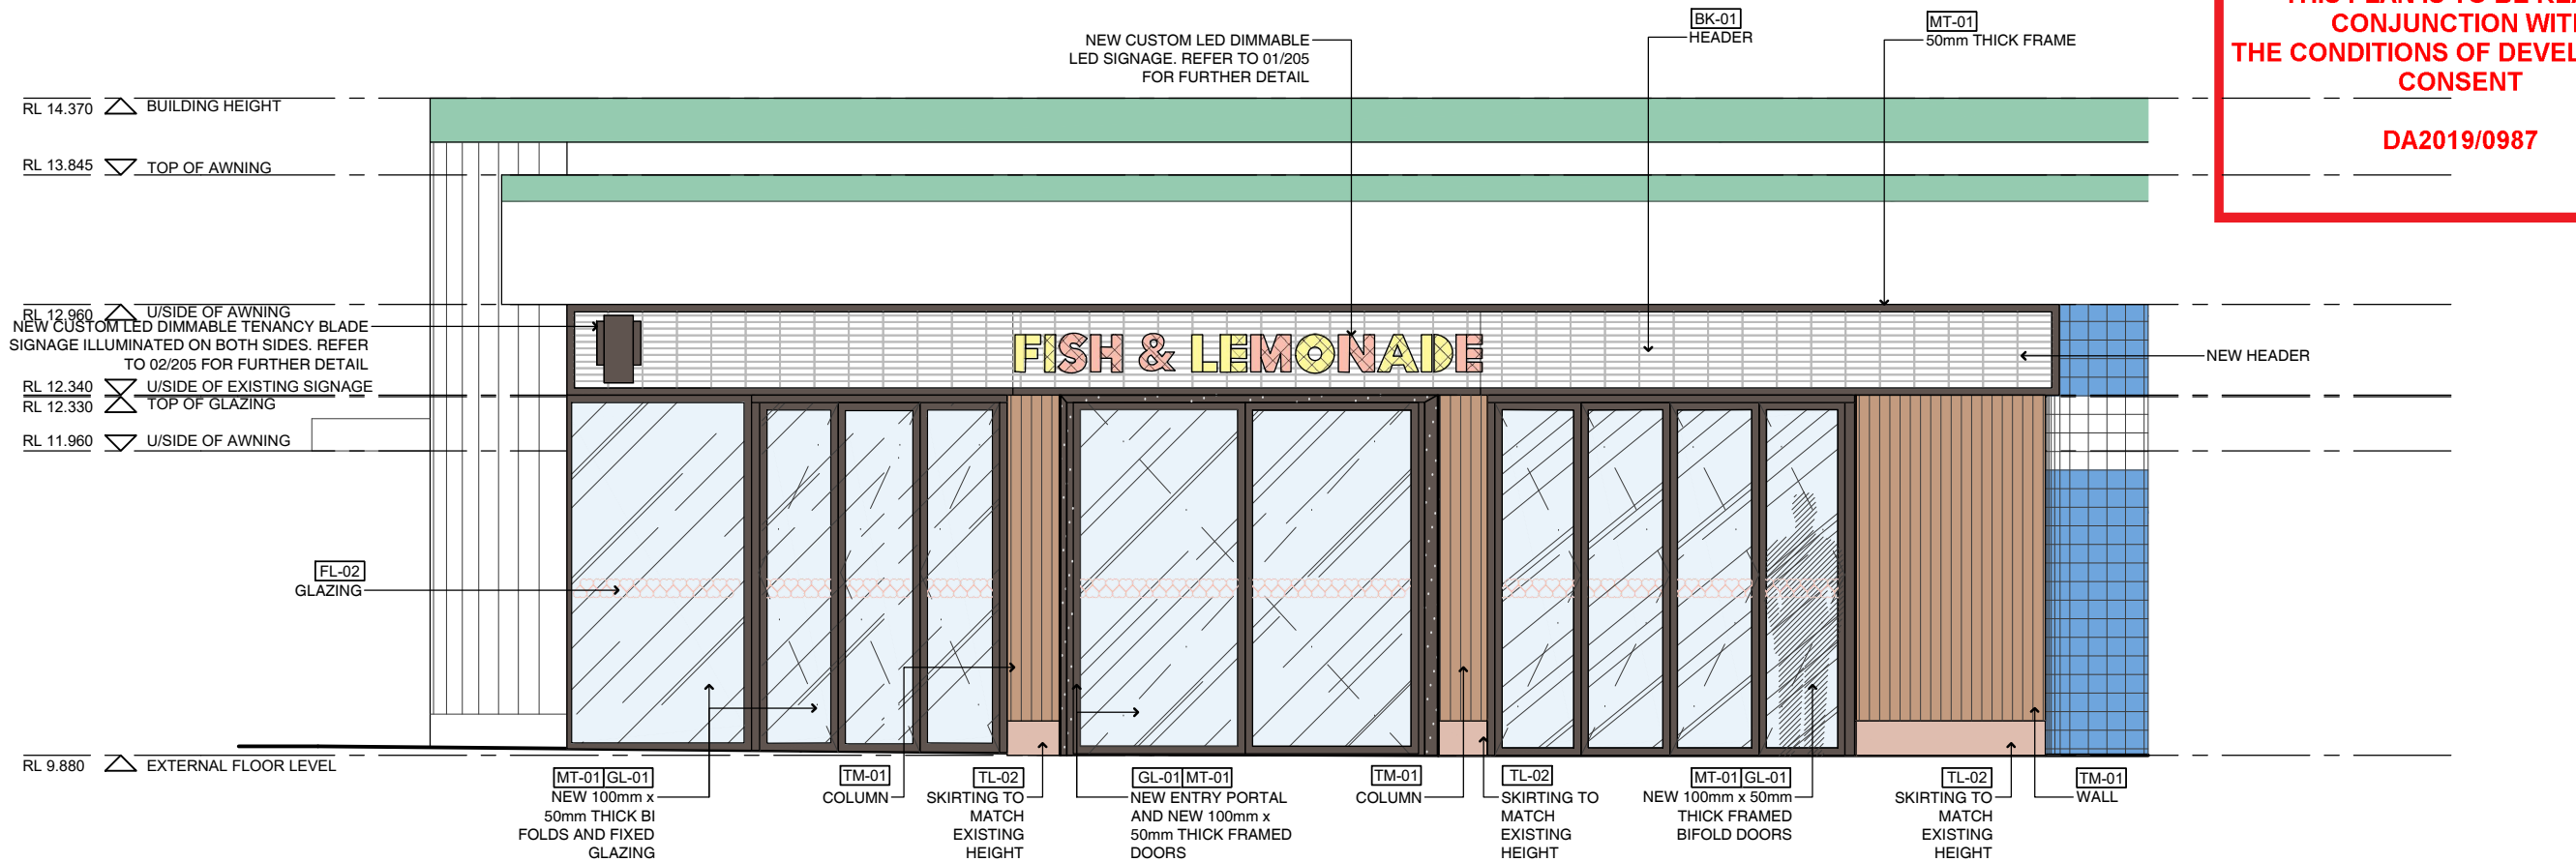 THE CONDITIONS OF DEVEL
CONJUNCTION WIT
CONSENT
DA2019/0987
BK-01
HEADER
MT-01
50mm THICK FRAME
NEW CUSTOM LED DIMMABLE
LED SIGNAGE. REFER TO 01/205
FOR FURTHER DETAIL
RL 14.370 BUILDING HEIGHT
RL 13.845 TOP OF AWNING
RL 12.960 U/SIDE OF AWNING
NEW CUSTOM LED DIMMABLE TENANCY BLADE
SIGNAGE ILLUMINATED ON BOTH SIDES. REFER
TO 02/205 FOR FURTHER DETAIL
FISH & LEMONADE
NEW HEADER
RL 12.340 U/SIDE OF EXISTING SIGNAGE
RL 12.330 TOP OF GLAZING
RL 11.960 U/SIDE OF AWNING
FL-02
GLAZING
RL 9.880 EXTERNAL FLOOR LEVEL
MT-01 GL-01
NEW 100mm x
50mm THICK BI
FOLDS AND FIXED
GLAZING
TM-01
COLUMN
TL-02
SKIRTING TO
MATCH
EXISTING
HEIGHT
GL-01 MT-01
NEW ENTRY PORTAL
AND NEW 100mm x
50mm THICK FRAMED
DOORS
TM-01
COLUMN
TL-02
SKIRTING TO
MATCH
EXISTING
HEIGHT
MT-01 GL-01
NEW 100mm x 50mm
THICK FRAMED
BIFOLD DOORS
TL-02
SKIRTING TO
MATCH
EXISTING
HEIGHT
TM-01
WALL